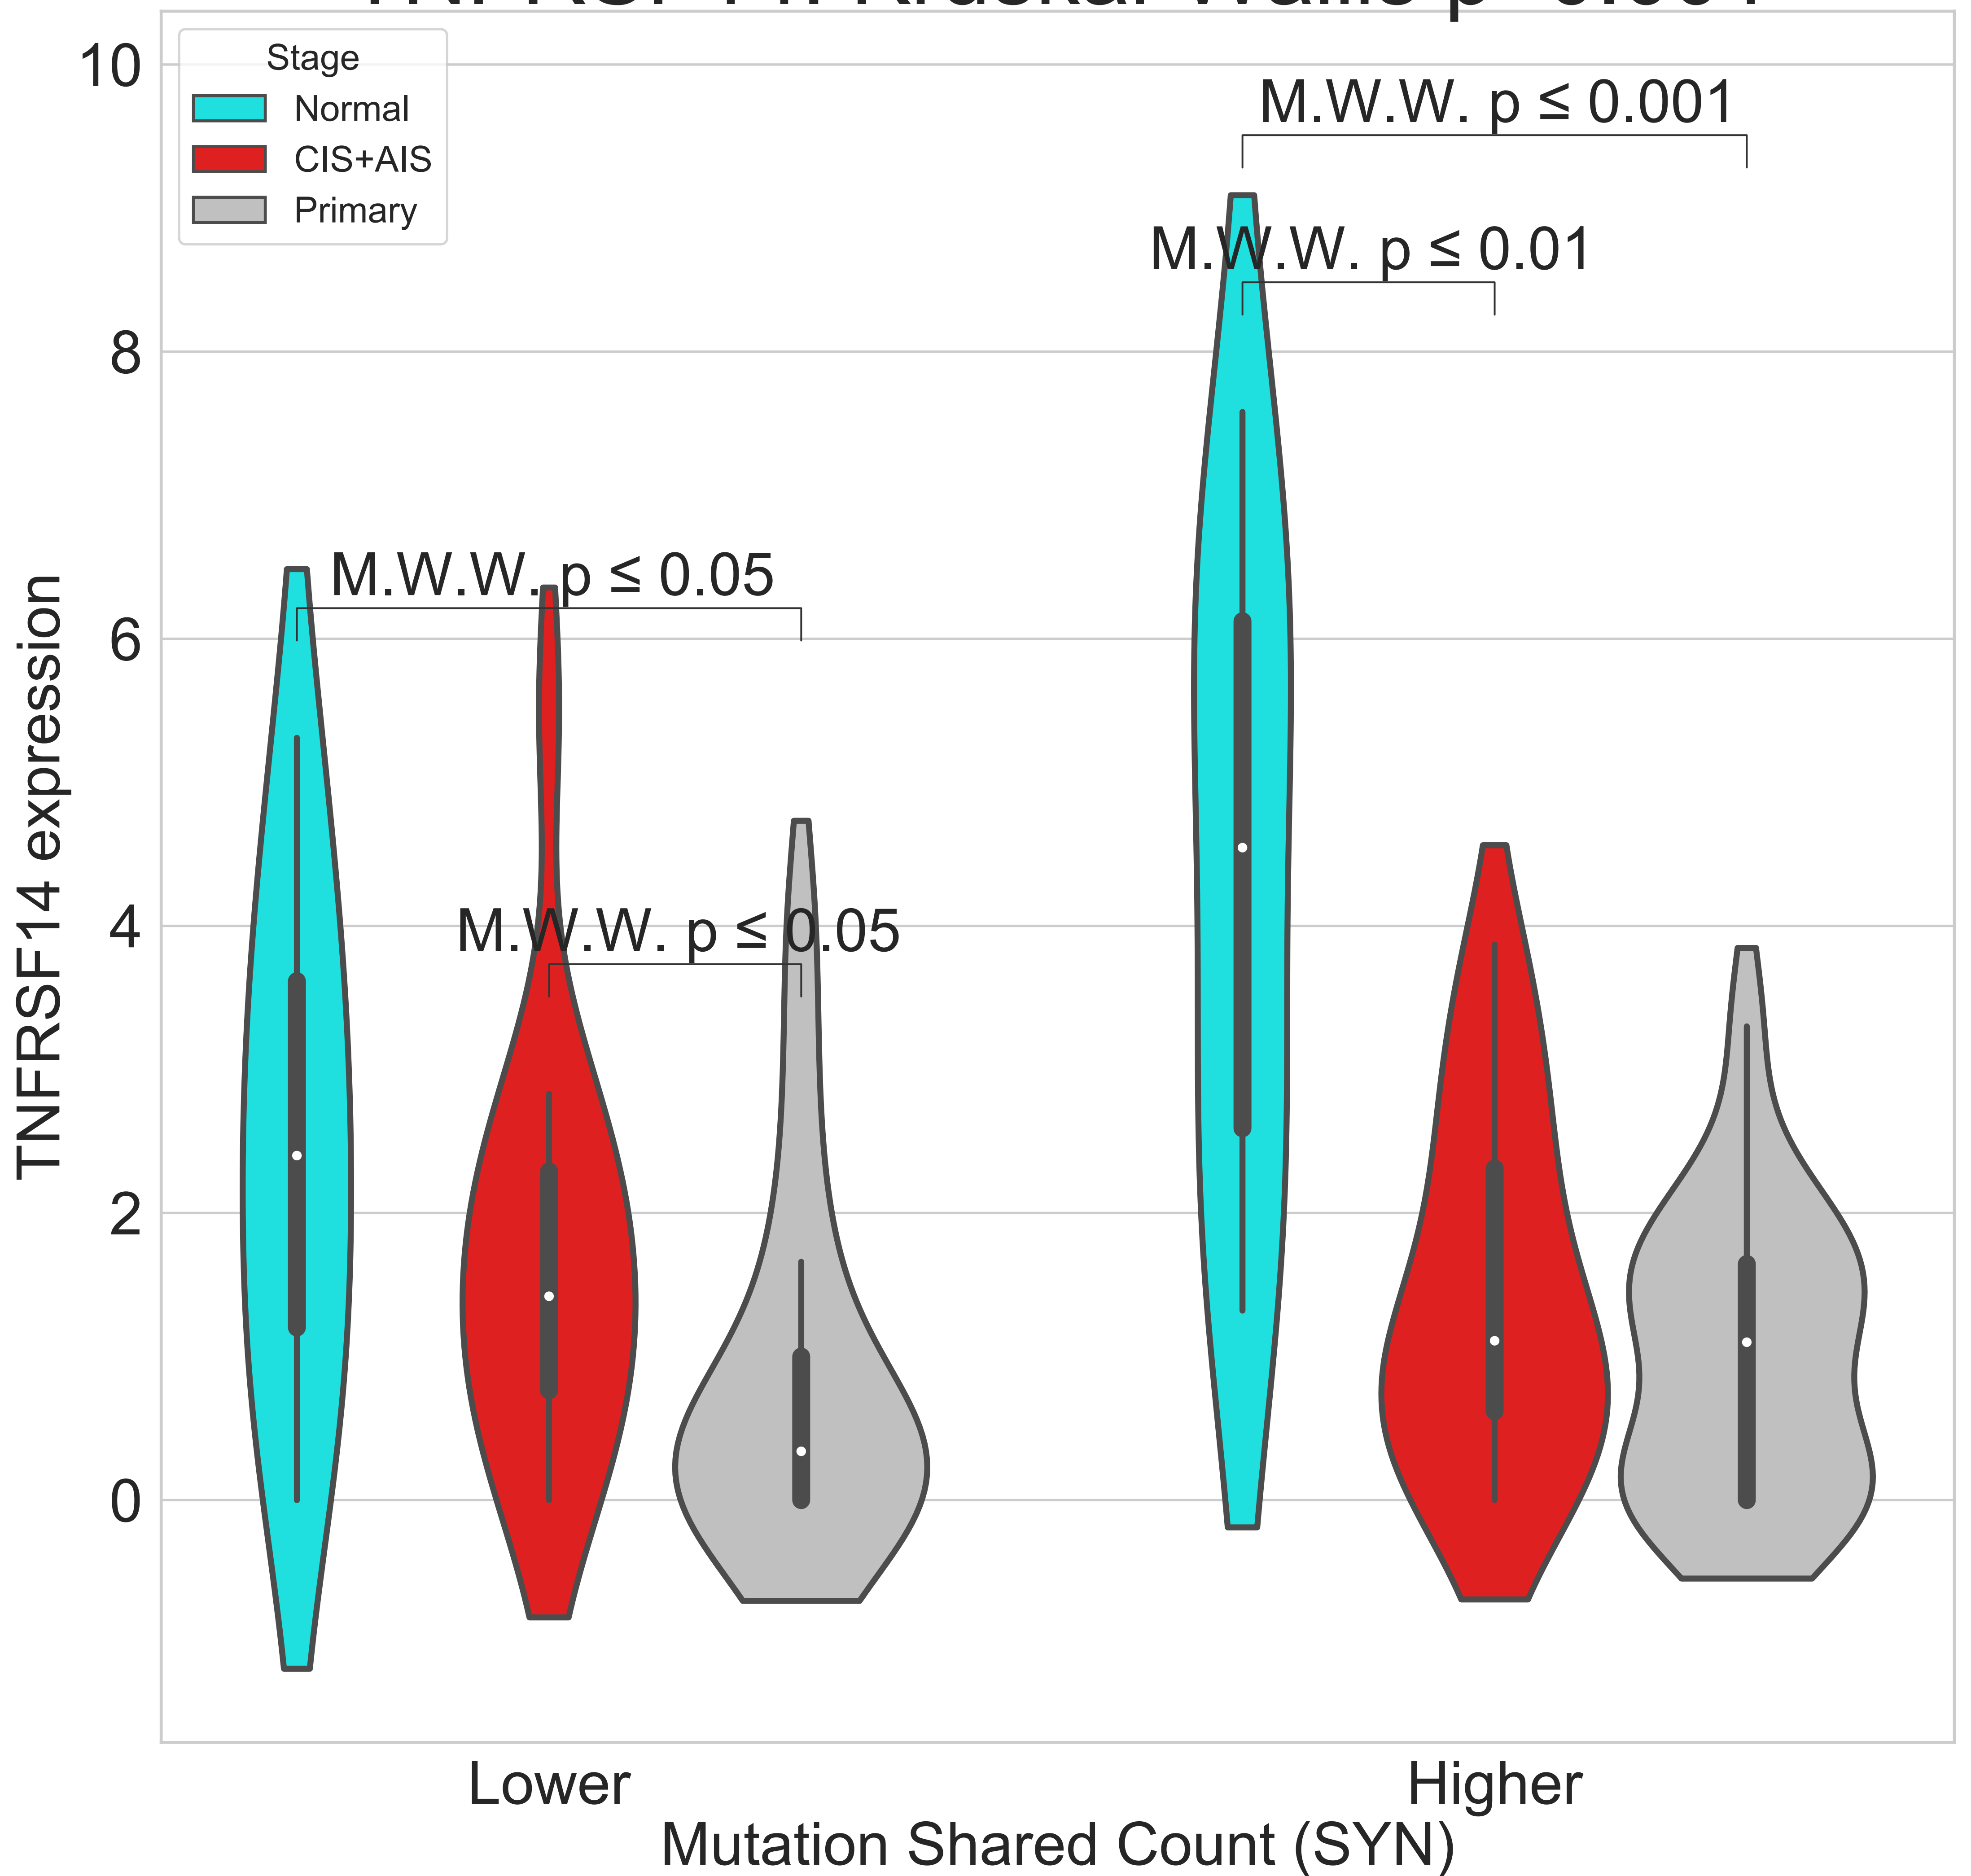 10
8
6
4
2
0
TNFRSF14 expression
Stage
Normal
CIS+AIS
Primary
M.W.W. p ≤ 0.001
M.W.W. p ≤ 0.01
M.W.W. p ≤ 0.05
M.W.W. p ≤ 0.05
Lower
Higher
Mutation Shared Count (SYN)